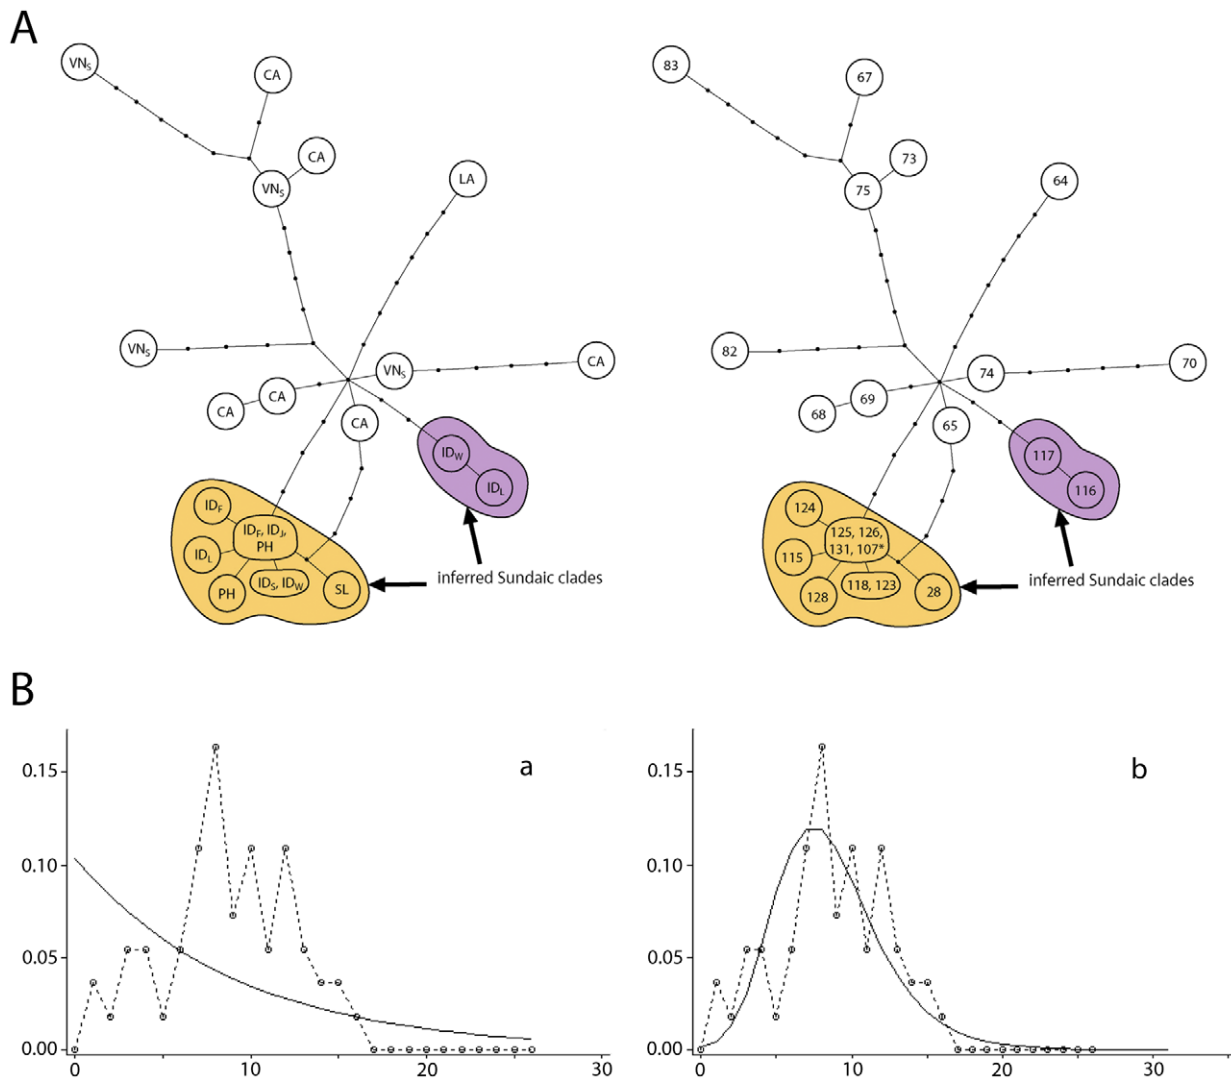 A
VNS
CA
CA
VNS
LA
VNS
VNS
CA
CA
CA
CA
IDW
IDL
IDF
IDF, IDJ,
PH
IDL
PH
IDS, IDW
SL
inferred Sundaic clades
83
67
73
75
64
82
74
70
69
68
65
117
116
124
125, 126,
131, 107*
115
128
118, 123
28
inferred Sundaic clades
B
a
0.15
0.10
0.05
0.00
0
10
20
30
b
0.15
0.10
0.05
0.00
0
10
20
30